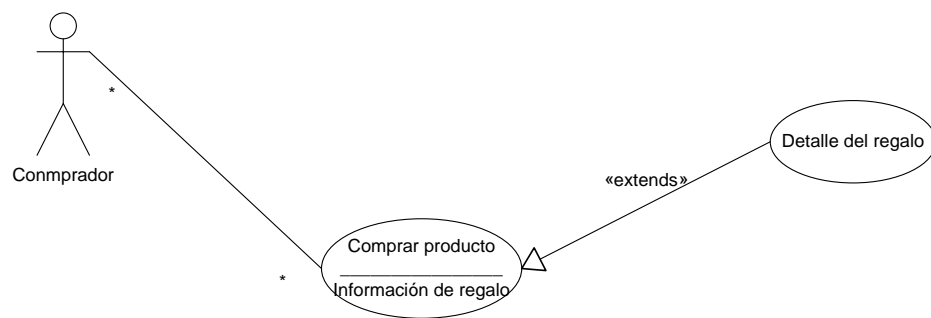 *
Conmprador
Detalle del regalo
«extends»
Comprar producto
Información de regalo
*